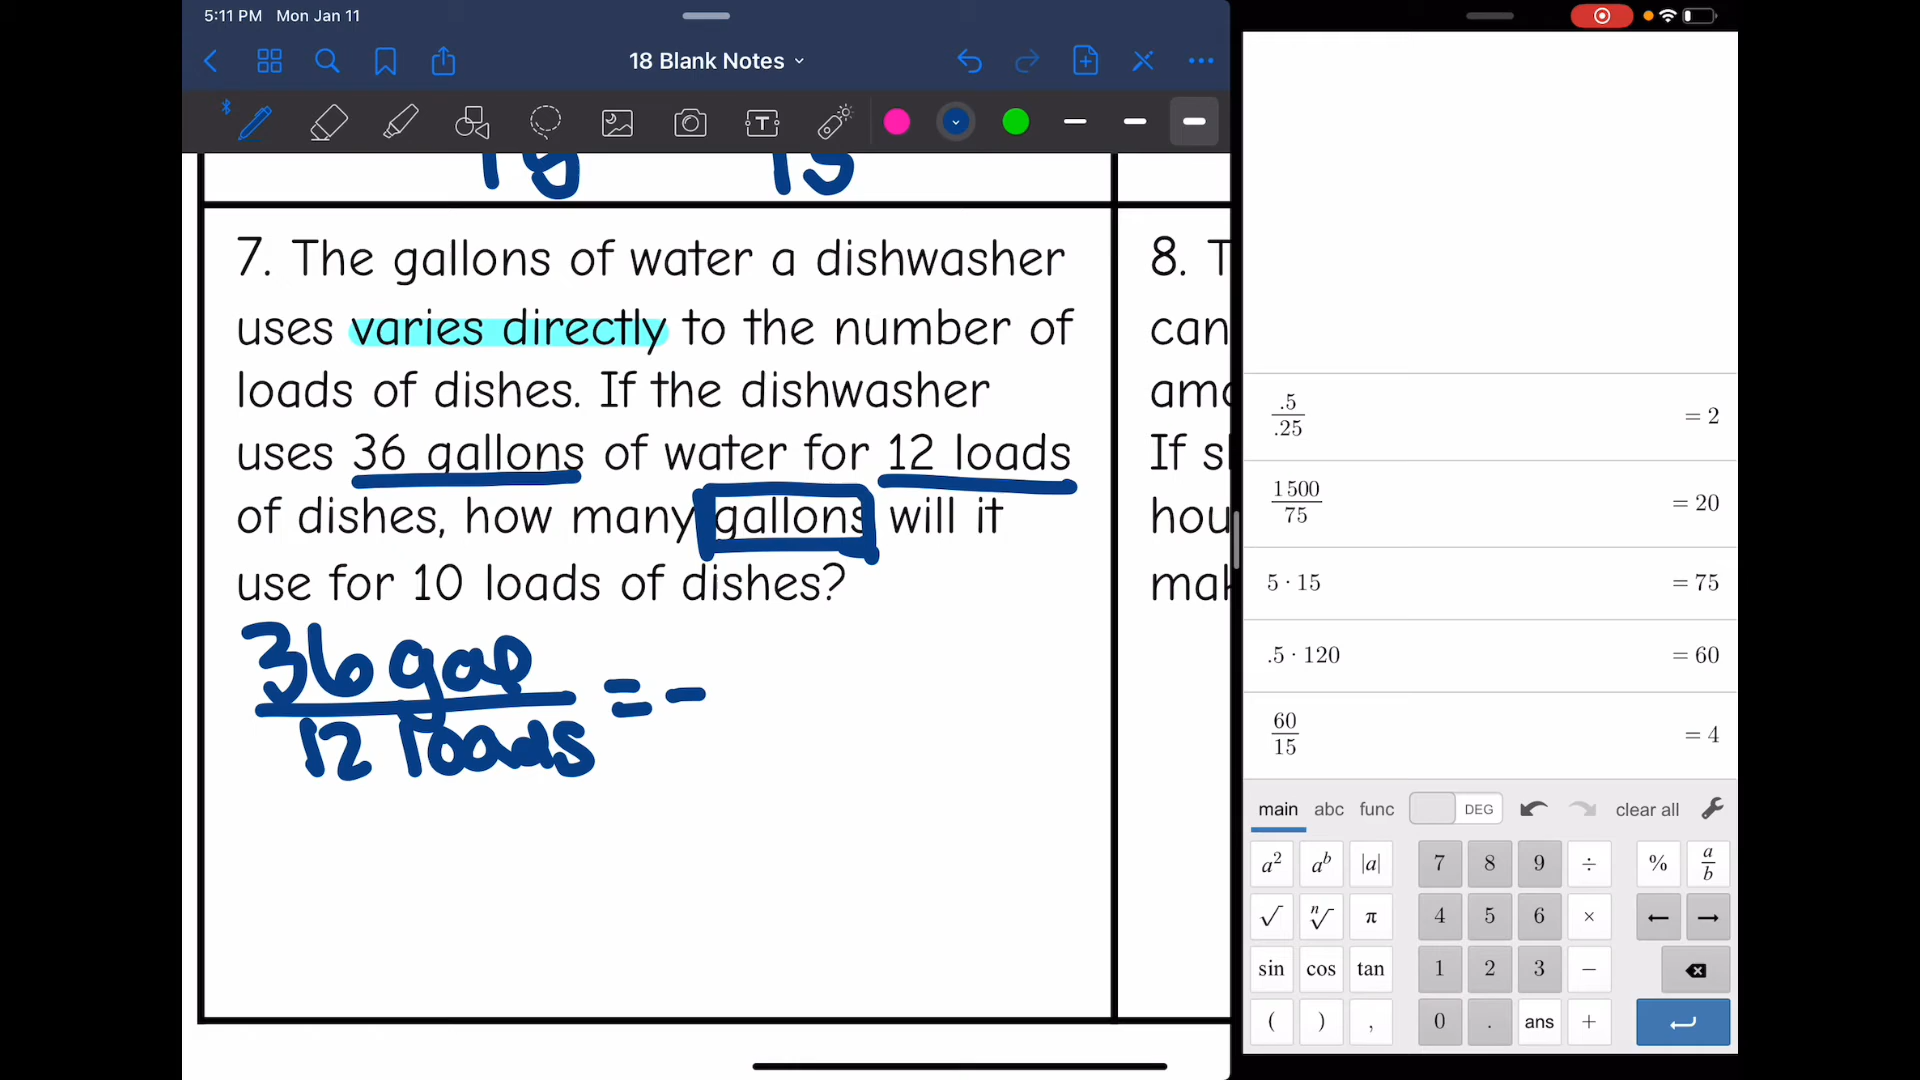 5:11 PM Mon Jan 11
18 Blank Notes
7. The gallons of water a dishwasher
uses varies directly to the number of
loads of dishes. If the dishwasher
uses 36 gallons of water for 12 loads
of dishes, how many gallons will it
use for 10 loads of dishes?
36 gal
12 loads
= -
8. T
can
amo
If sh
hou
mak
.5
.25
= 2
1500
75
= 20
5 · 15 = 75
.5 · 120 = 60
60
15
= 4
main abc func DEG clear all
a² aᵇ |a| 7 8 9 ÷ % a/b
√ ⁿ√ π 4 5 6 × ← →
sin cos tan 1 2 3 −
( ) , 0 . ans +